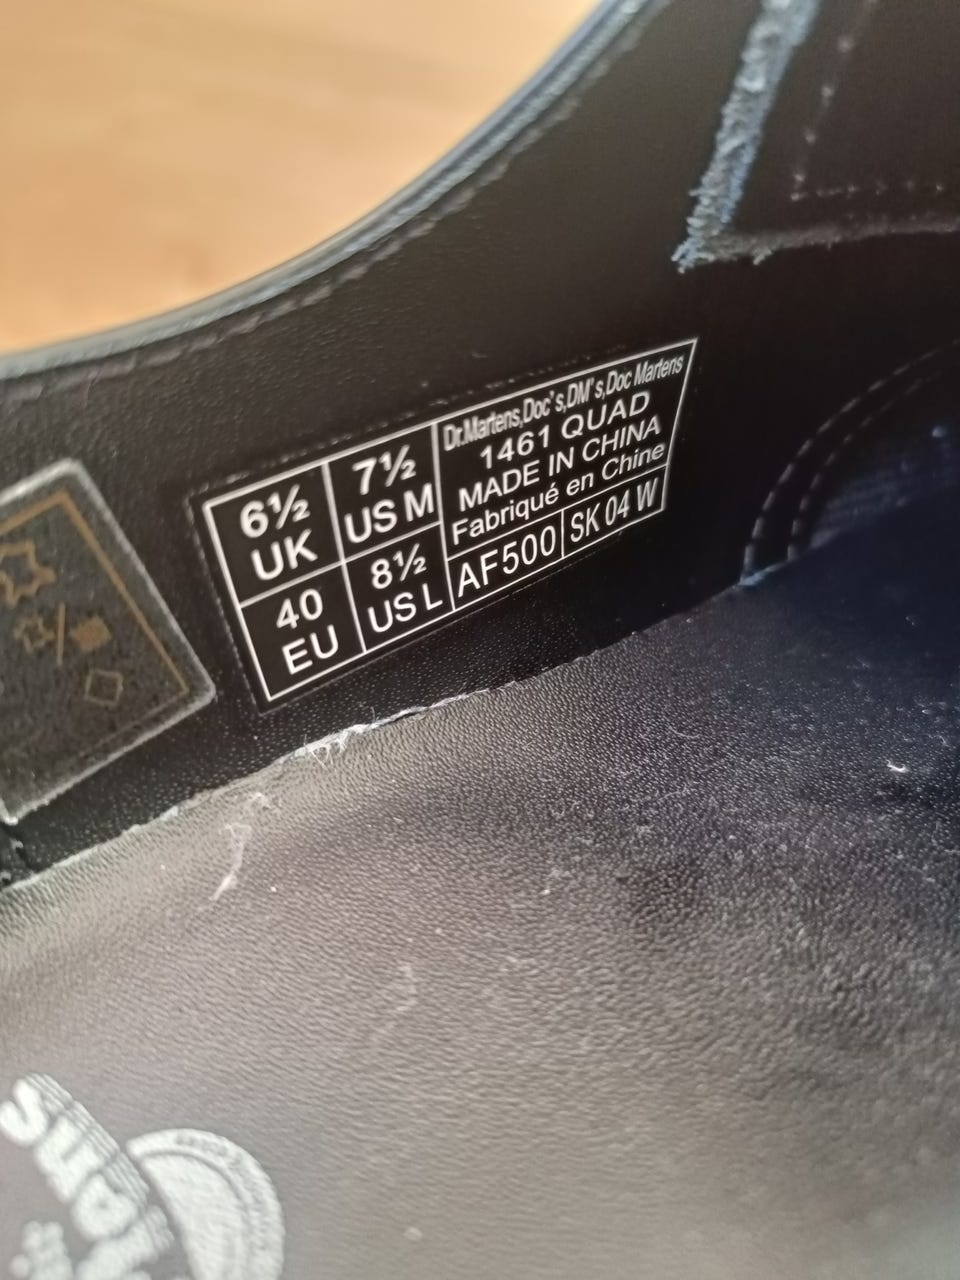 6½
UK
7½
US M
40
EU
8½
US L
Dr.Martens,Doc's,DM's,Doc Martens
1461 QUAD
MADE IN CHINA
Fabriqué en Chine
AF500
SK 04 W